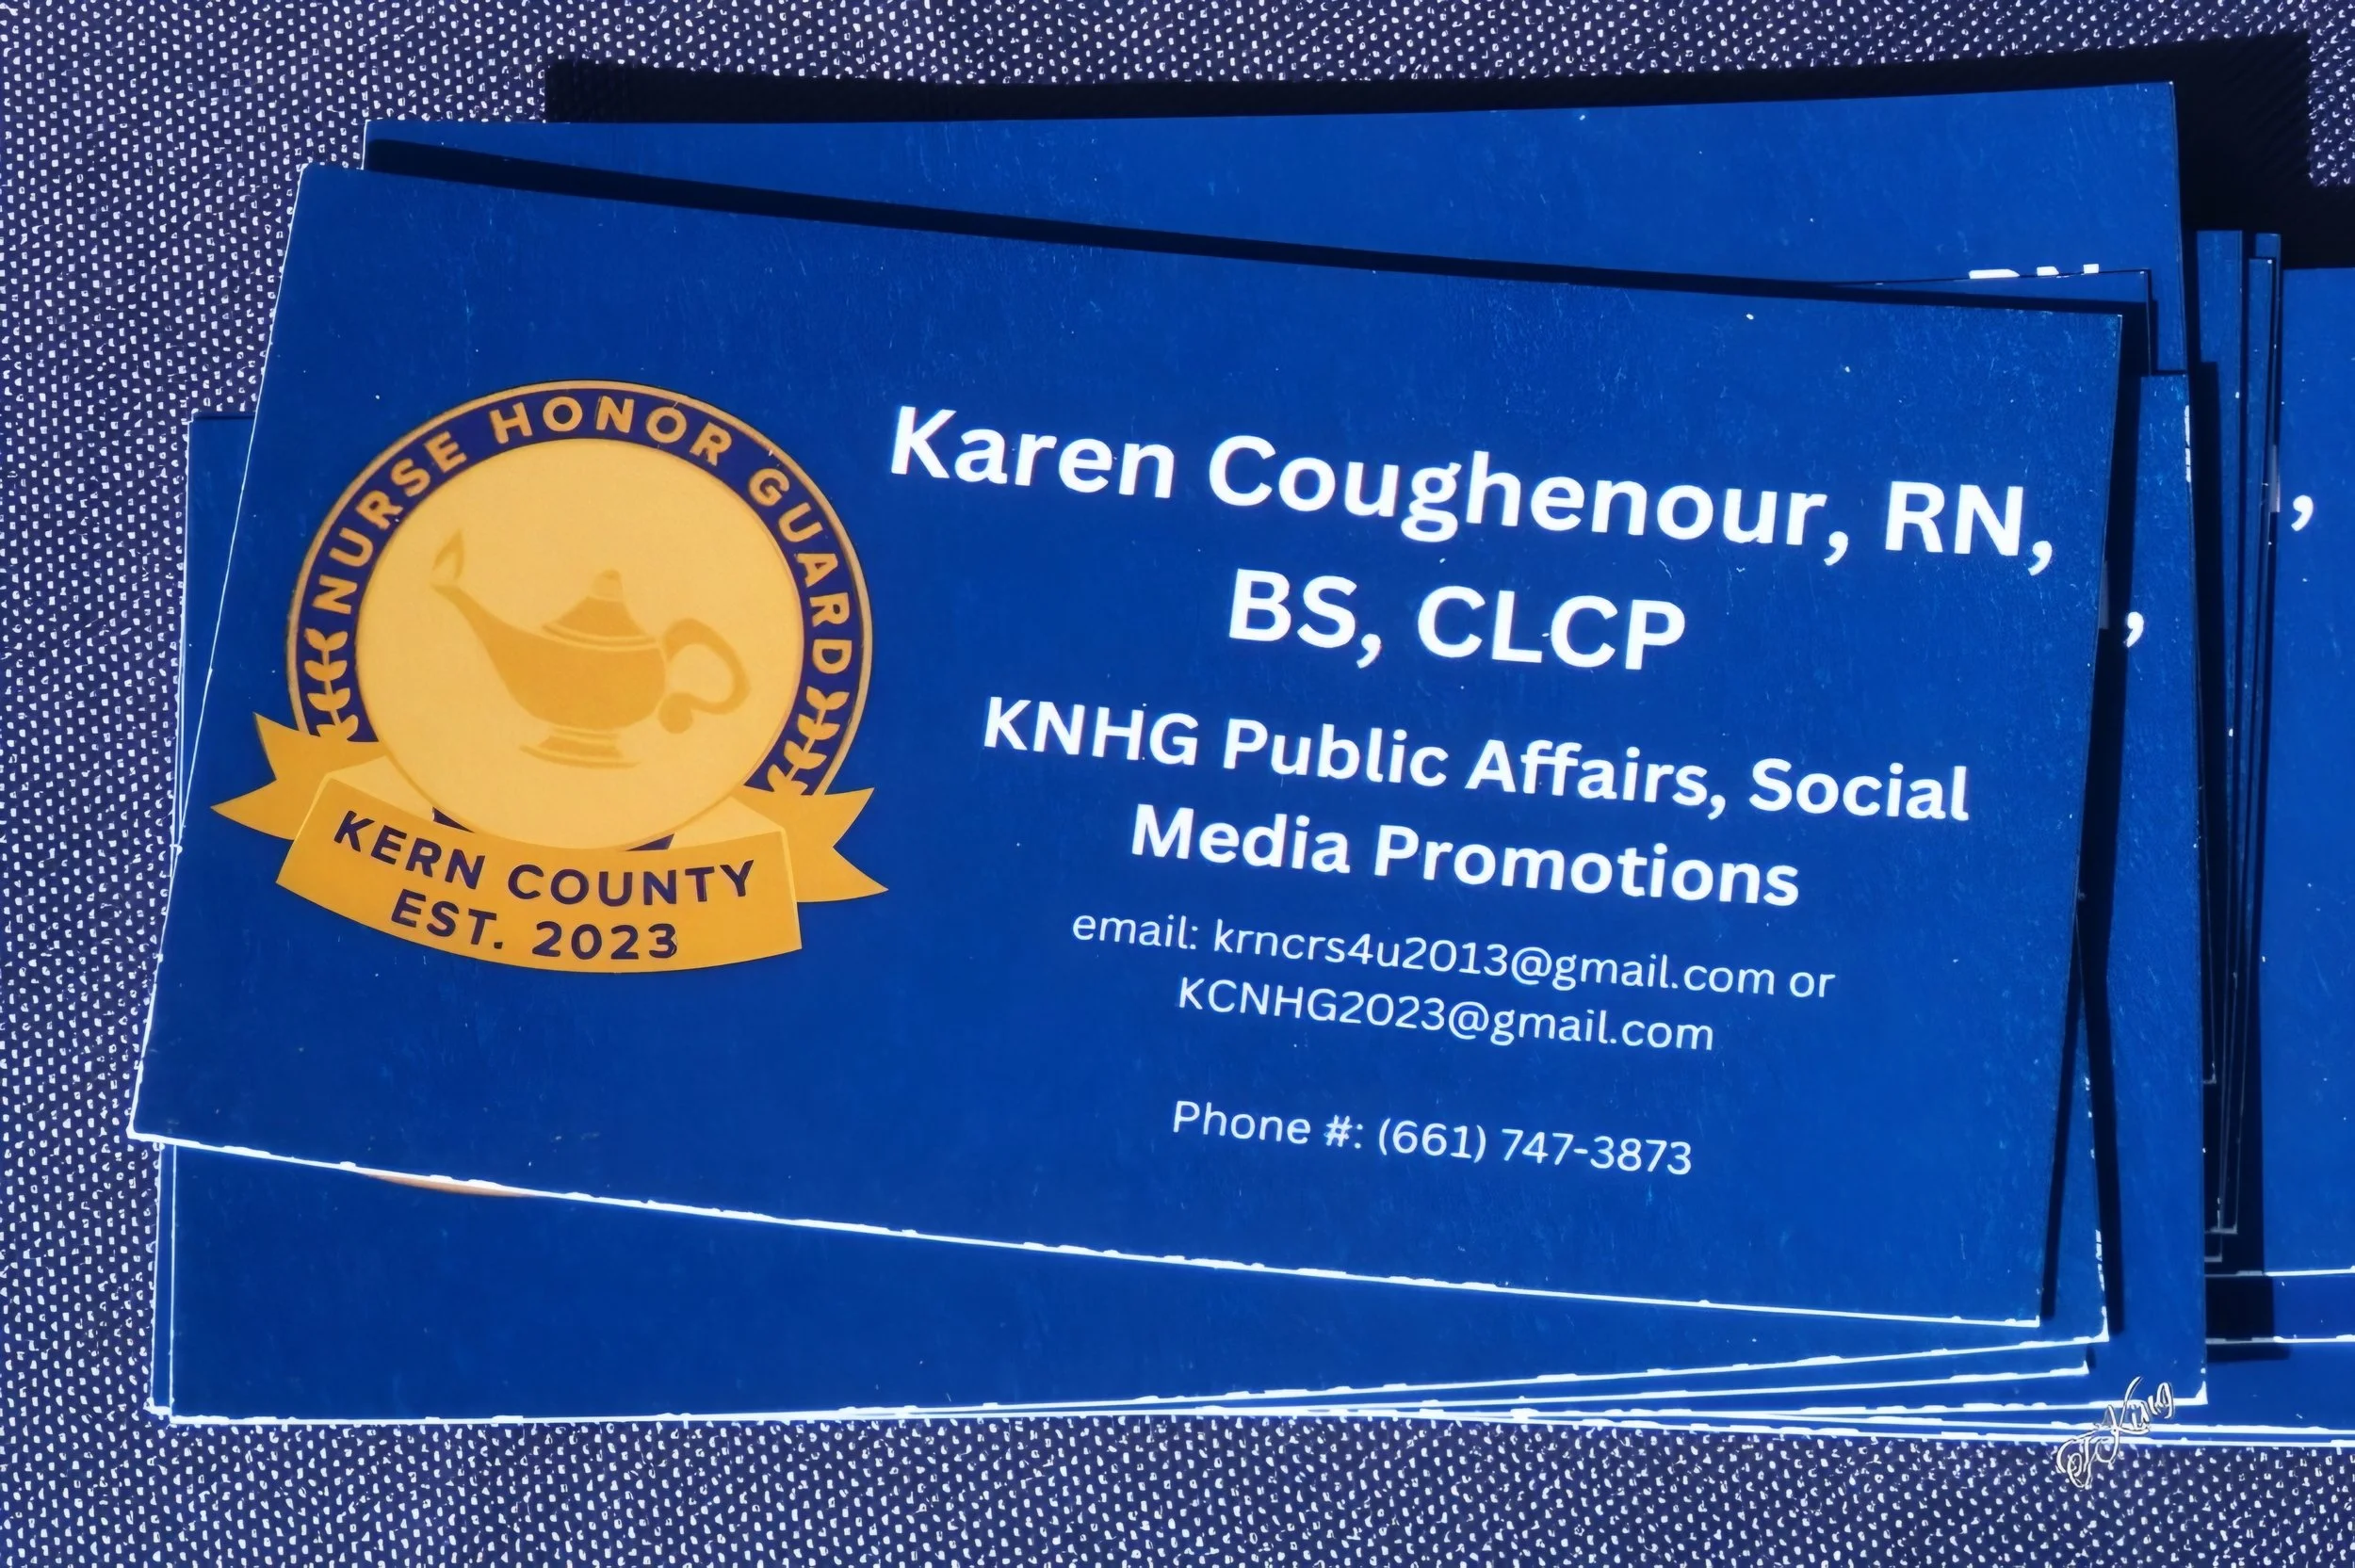 NURSE HONOR GUARD
KERN COUNTY
EST. 2023
Karen Coughenour, RN,
BS, CLCP
KNHG Public Affairs, Social
Media Promotions
email: krncrs4u2013@gmail.com or
KCNHG2023@gmail.com
Phone #: (661) 747-3873
,
,